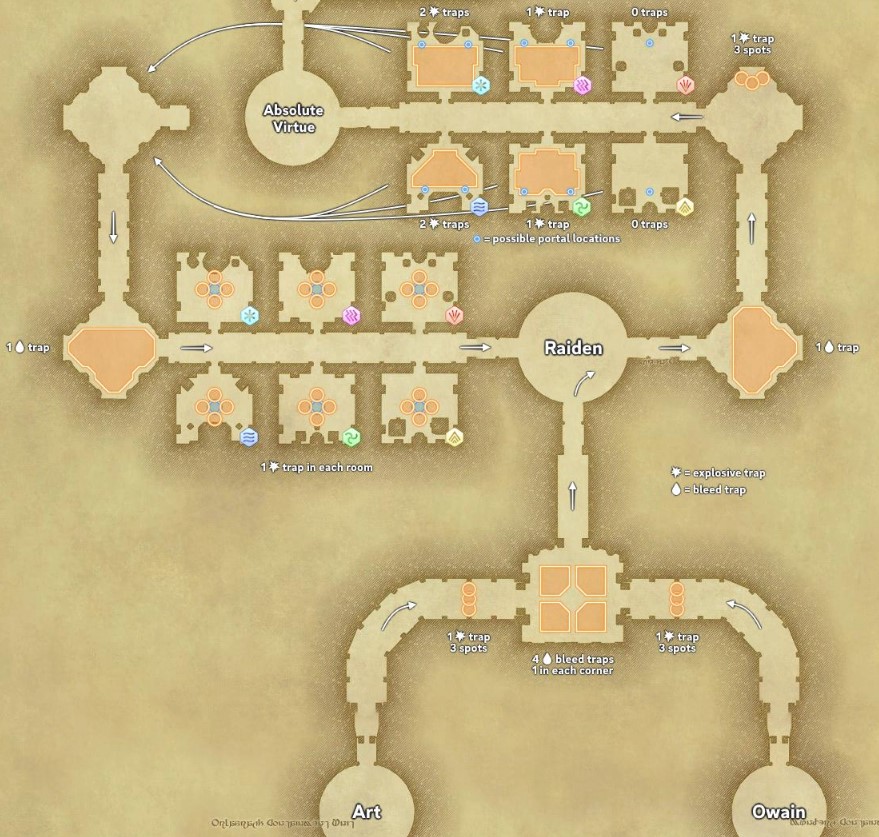 2 traps
1 trap
0 traps
1 trap
3 spots
Absolute
Virtue
2 traps
1 trap
0 traps
= possible portal locations
1 trap
Raiden
1 trap
1 trap in each room
= explosive trap
= bleed trap
1 trap
3 spots
1 trap
3 spots
4 bleed traps
1 in each corner
Art
Owain